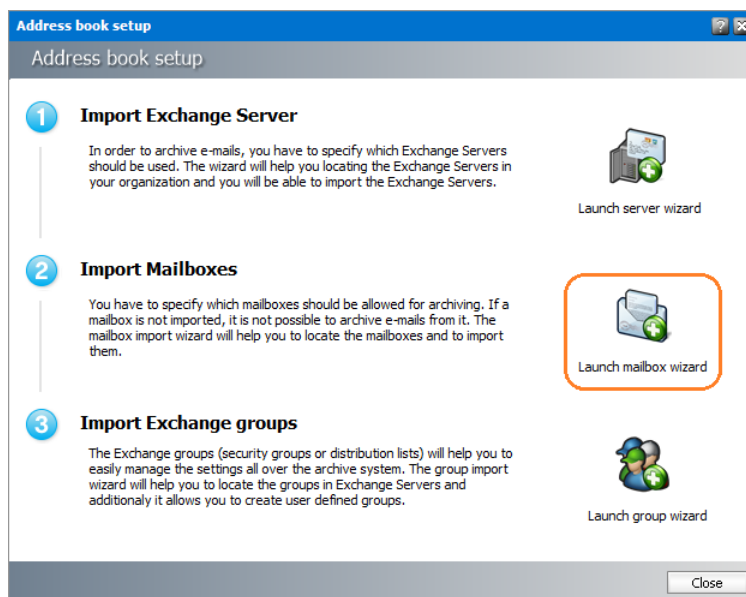 Address book setup
Address book setup
1
Import Exchange Server
In order to archive e-mails, you have to specify which Exchange Servers
should be used. The wizard will help you locating the Exchange Servers in
your organization and you will be able to import the Exchange Servers.
Launch server wizard
2
Import Mailboxes
You have to specify which mailboxes should be allowed for archiving. If a
mailbox is not imported, it is not possible to archive e-mails from it. The
mailbox import wizard will help you to locate the mailboxes and to import
them.
Launch mailbox wizard
3
Import Exchange groups
The Exchange groups (security groups or distribution lists) will help you to
easily manage the settings all over the archive system. The group import
wizard will help you to locate the groups in Exchange Servers and
additionaly it allows you to create user defined groups.
Launch group wizard
Close